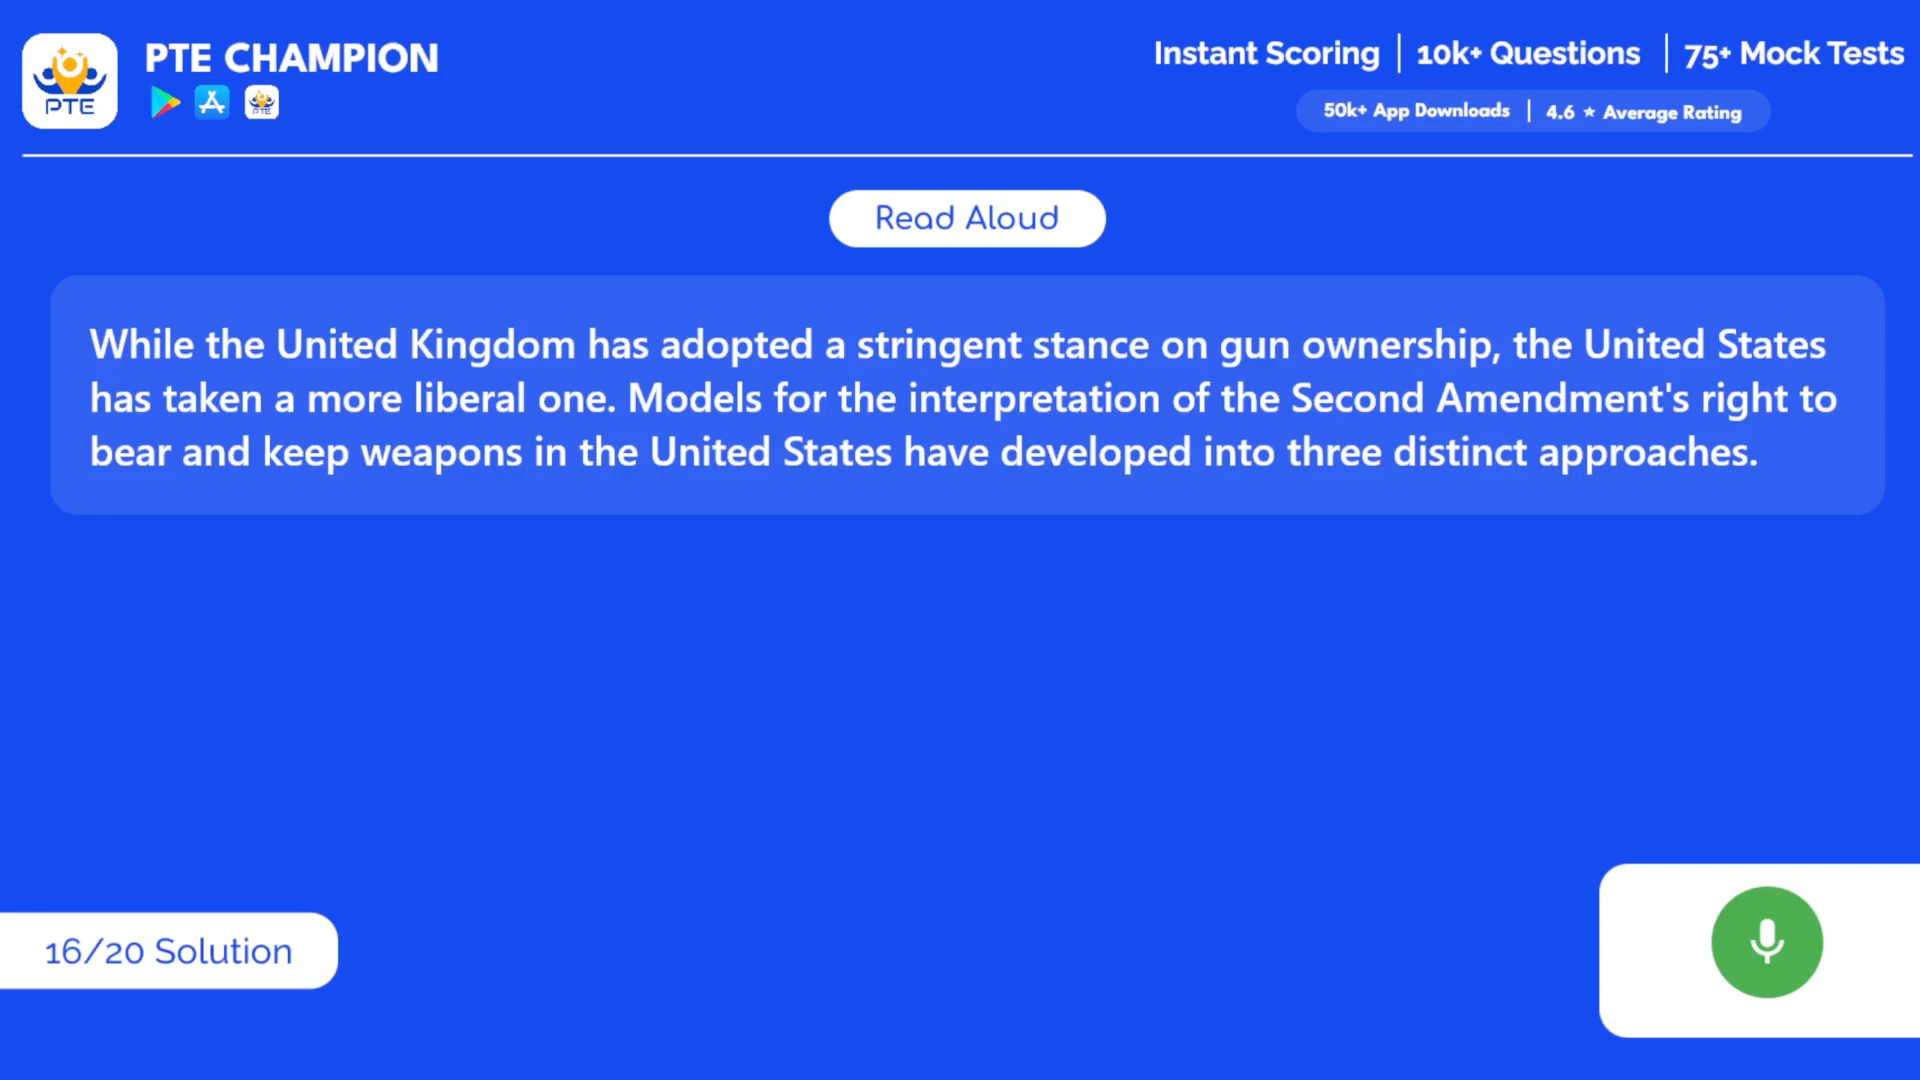 PTE CHAMPION
PTE
PTE
Instant Scoring | 10k+ Questions | 75+ Mock Tests
50k+ App Downloads | 4.6 ★ Average Rating
Read Aloud
While the United Kingdom has adopted a stringent stance on gun ownership, the United States
has taken a more liberal one. Models for the interpretation of the Second Amendment's right to
bear and keep weapons in the United States have developed into three distinct approaches.
16/20 Solution